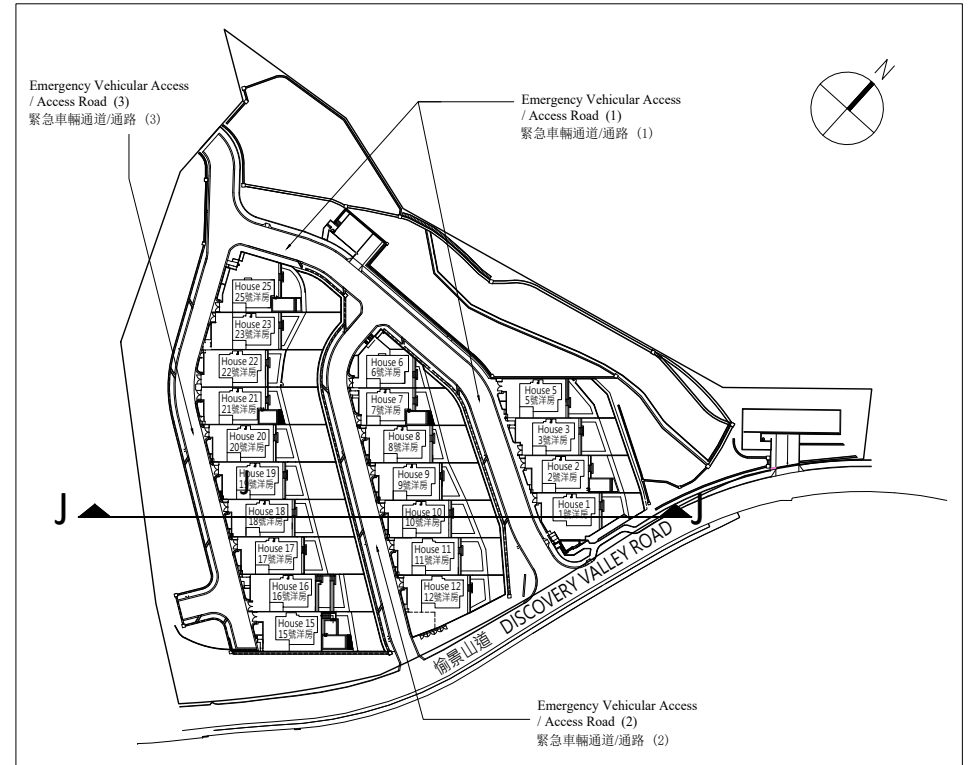 Emergency Vehicular Access
/ Access Road (3)
緊急車輛通道/通路 (3)
Emergency Vehicular Access
/ Access Road (1)
緊急車輛通道/通路 (1)
N
House 25
25號洋房
House 23
23號洋房
House 22
22號洋房
House 21
21號洋房
House 20
20號洋房
House 19
19號洋房
House 18
18號洋房
House 17
17號洋房
House 16
16號洋房
House 15
15號洋房
House 6
6號洋房
House 7
7號洋房
House 8
8號洋房
House 9
9號洋房
House 10
10號洋房
House 11
11號洋房
House 12
12號洋房
House 5
5號洋房
House 3
3號洋房
House 2
2號洋房
House 1
1號洋房
J
J
J
愉景山道 DISCOVERY VALLEY ROAD
Emergency Vehicular Access
/ Access Road (2)
緊急車輛通道/通路 (2)